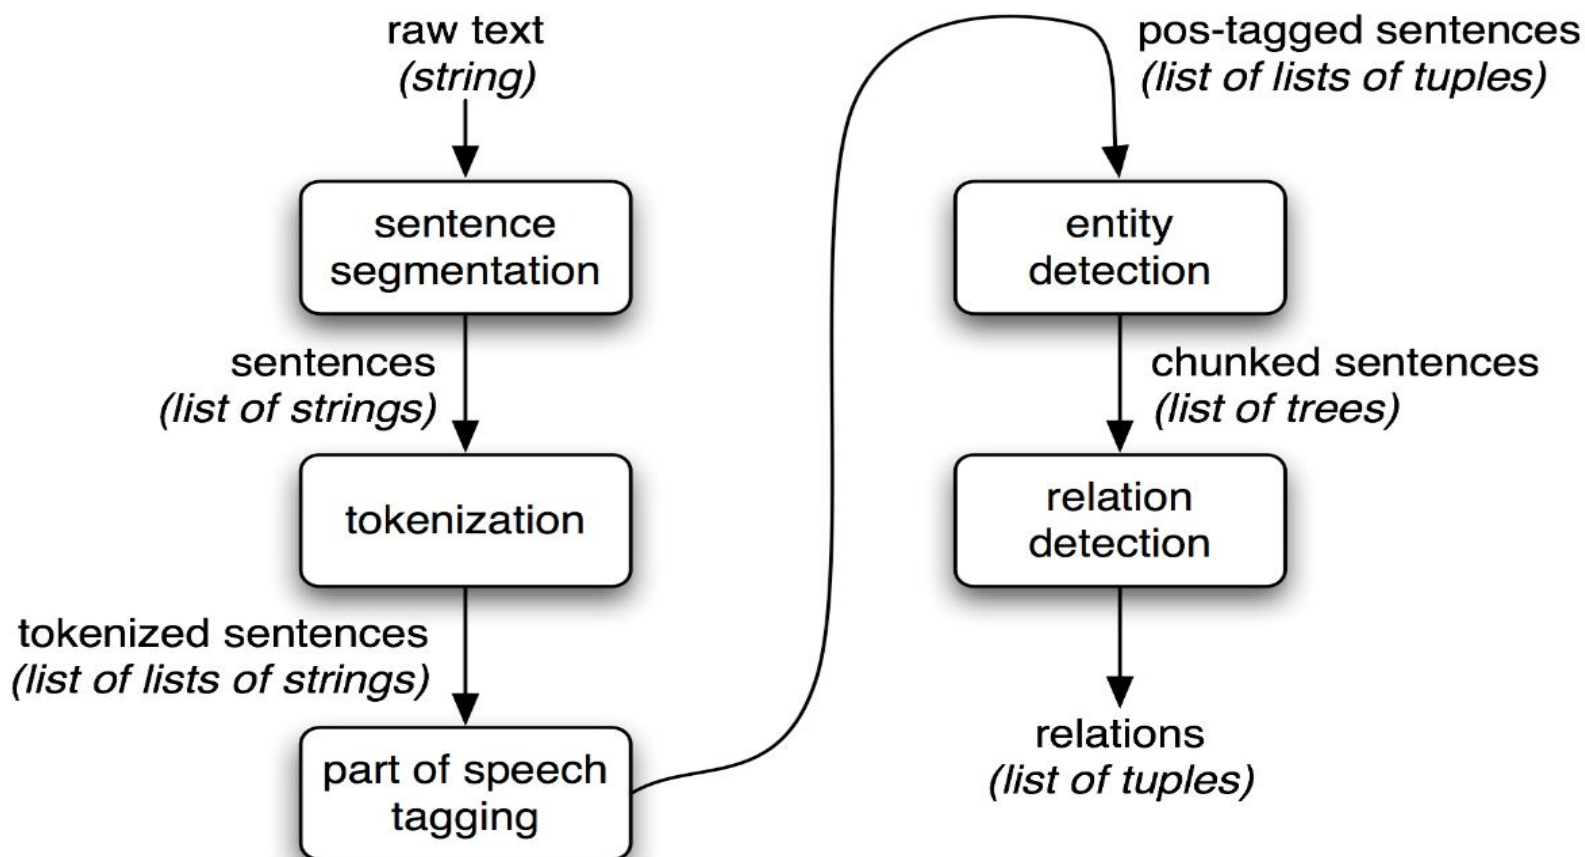 raw text
(string)
sentence
segmentation
sentences
(list of strings)
tokenization
tokenized sentences
(list of lists of strings)
part of speech
tagging
pos-tagged sentences
(list of lists of tuples)
entity
detection
chunked sentences
(list of trees)
relation
detection
relations
(list of tuples)